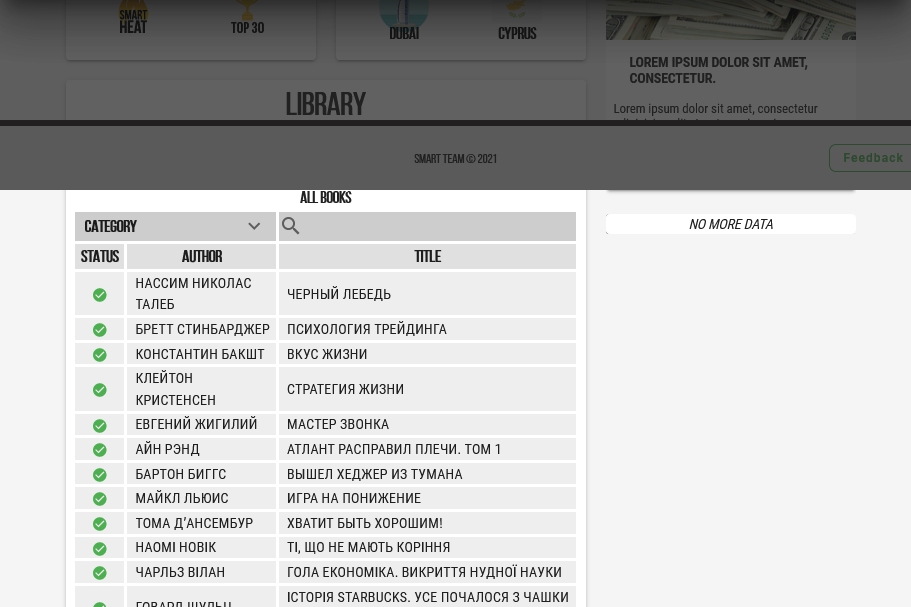 SMART
HEAT
TOP 30
DUBAI
CYPRUS
LOREM IPSUM DOLOR SIT AMET,
CONSECTETUR.
Lorem ipsum dolor sit amet, consectetur
LIBRARY
SMART TEAM © 2021
Feedback
ALL BOOKS
NO MORE DATA
CATEGORY
STATUS AUTHOR TITLE
НАССИМ НИКОЛАС
ТАЛЕБ
ЧЕРНЫЙ ЛЕБЕДЬ
БРЕТТ СТИНБАРДЖЕР ПСИХОЛОГИЯ ТРЕЙДИНГА
КОНСТАНТИН БАКШТ ВКУС ЖИЗНИ
КЛЕЙТОН
КРИСТЕНСЕН
СТРАТЕГИЯ ЖИЗНИ
ЕВГЕНИЙ ЖИГИЛИЙ МАСТЕР ЗВОНКА
АЙН РЭНД АТЛАНТ РАСПРАВИЛ ПЛЕЧИ. ТОМ 1
БАРТОН БИГГС ВЫШЕЛ ХЕДЖЕР ИЗ ТУМАНА
МАЙКЛ ЛЬЮИС ИГРА НА ПОНИЖЕНИЕ
ТОМА Д’АНСЕМБУР ХВАТИТ БЫТЬ ХОРОШИМ!
НАОМІ НОВІК ТІ, ЩО НЕ МАЮТЬ КОРІННЯ
ЧАРЛЬЗ ВІЛАН ГОЛА ЕКОНОМІКА. ВИКРИТТЯ НУДНОЇ НАУКИ
ГОВАРД ШУЛЬЦ
ІСТОРІЯ STARBUCKS. УСЕ ПОЧАЛОСЯ З ЧАШКИ